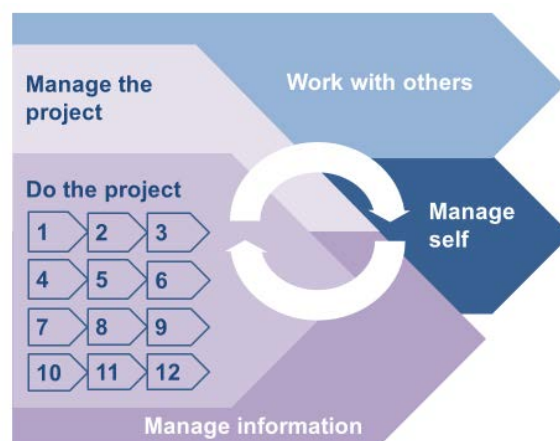 Manage the
project
Work with others
Do the project
1 2 3
4 5 6
7 8 9
10 11 12
Manage
self
Manage information